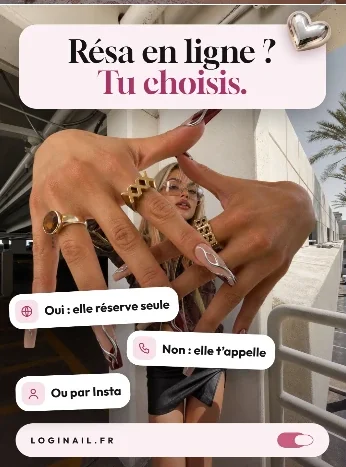 Résa en ligne ?
Tu choisis.
Oui : elle réserve seule
Non : elle t'appelle
Ou par Insta
LOGINAIL.FR